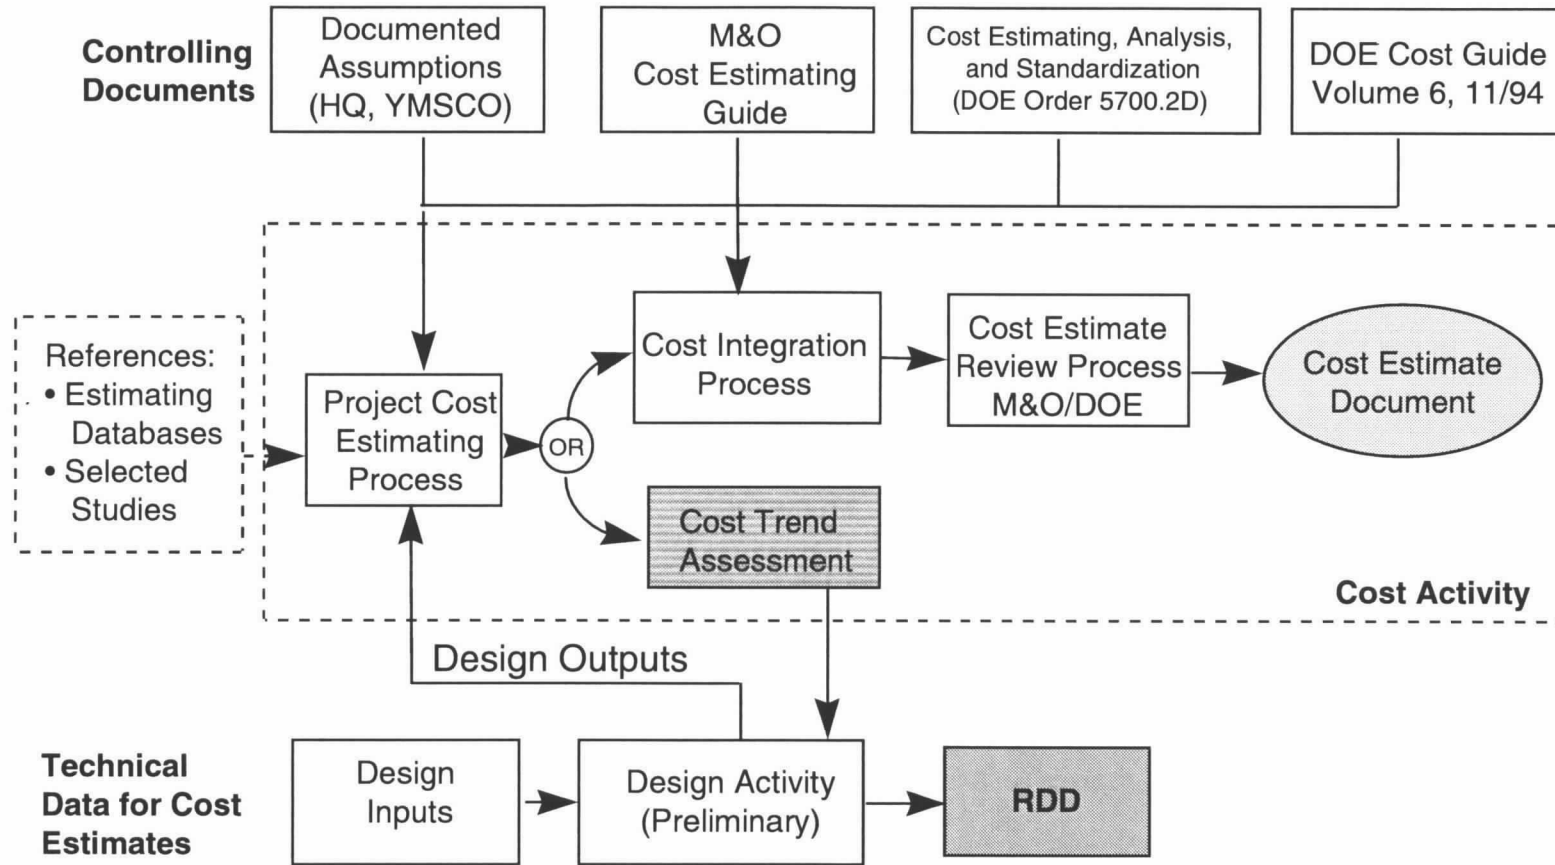 Controlling
Documents
Documented
Assumptions
(HQ, YMSCO)
M&O
Cost Estimating
Guide
Cost Estimating, Analysis,
and Standardization
(DOE Order 5700.2D)
DOE Cost Guide
Volume 6, 11/94
References:
• Estimating
Databases
• Selected
Studies
Project Cost
Estimating
Process
OR
Cost Integration
Process
Cost Estimate
Review Process
M&O/DOE
Cost Estimate
Document
Cost Trend
Assessment
Cost Activity
Design Outputs
Technical
Data for Cost
Estimates
Design
Inputs
Design Activity
(Preliminary)
RDD